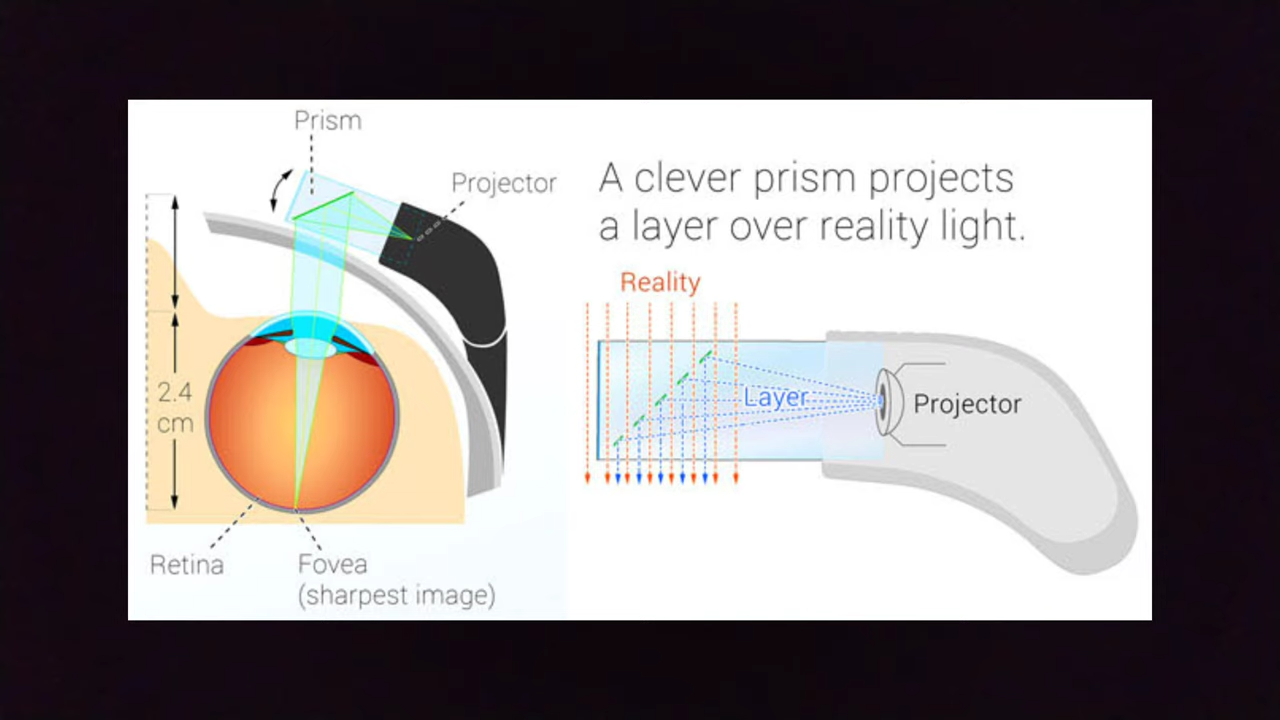 Prism
Projector
2.4
cm
Retina
Fovea
(sharpest image)
A clever prism projects
a layer over reality light.
Reality
Layer
Projector